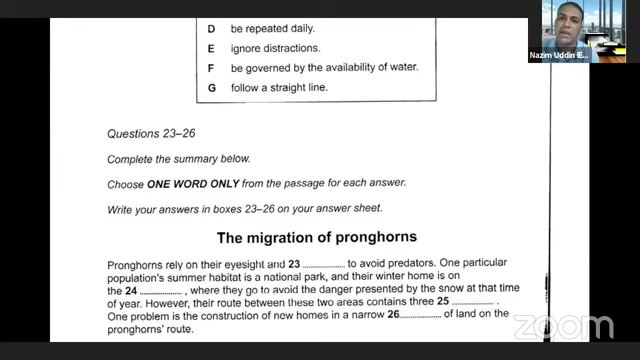 D be repeated daily.
E ignore distractions.
F be governed by the availability of water.
G follow a straight line.
Questions 23–26
Complete the summary below.
Choose ONE WORD ONLY from the passage for each answer.
Write your answers in boxes 23–26 on your answer sheet.
The migration of pronghorns
Pronghorns rely on their eyesight and 23 .................... to avoid predators. One particular
population's summer habitat is a national park, and their winter home is on
the 24 ...................., where they go to avoid the danger presented by the snow at that time
of year. However, their route between these two areas contains three 25 .................... .
One problem is the construction of new homes in a narrow 26.................... of land on the
pronghorns' route.
Nazim Uddin IE...
zoom